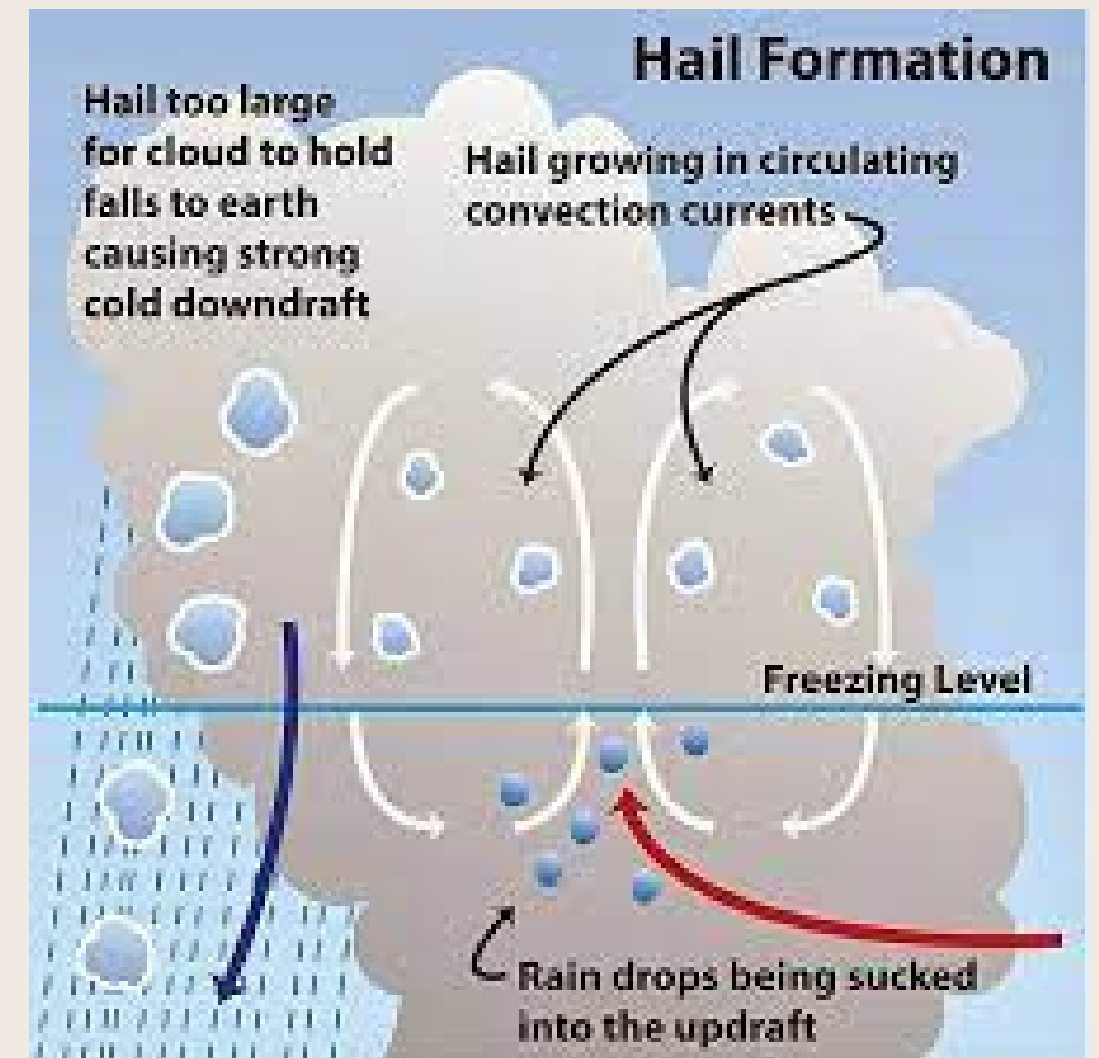 Hail Formation
Hail too large
for cloud to hold
falls to earth
causing strong
cold downdraft
Hail growing in circulating
convection currents
Freezing Level
Rain drops being sucked
into the updraft